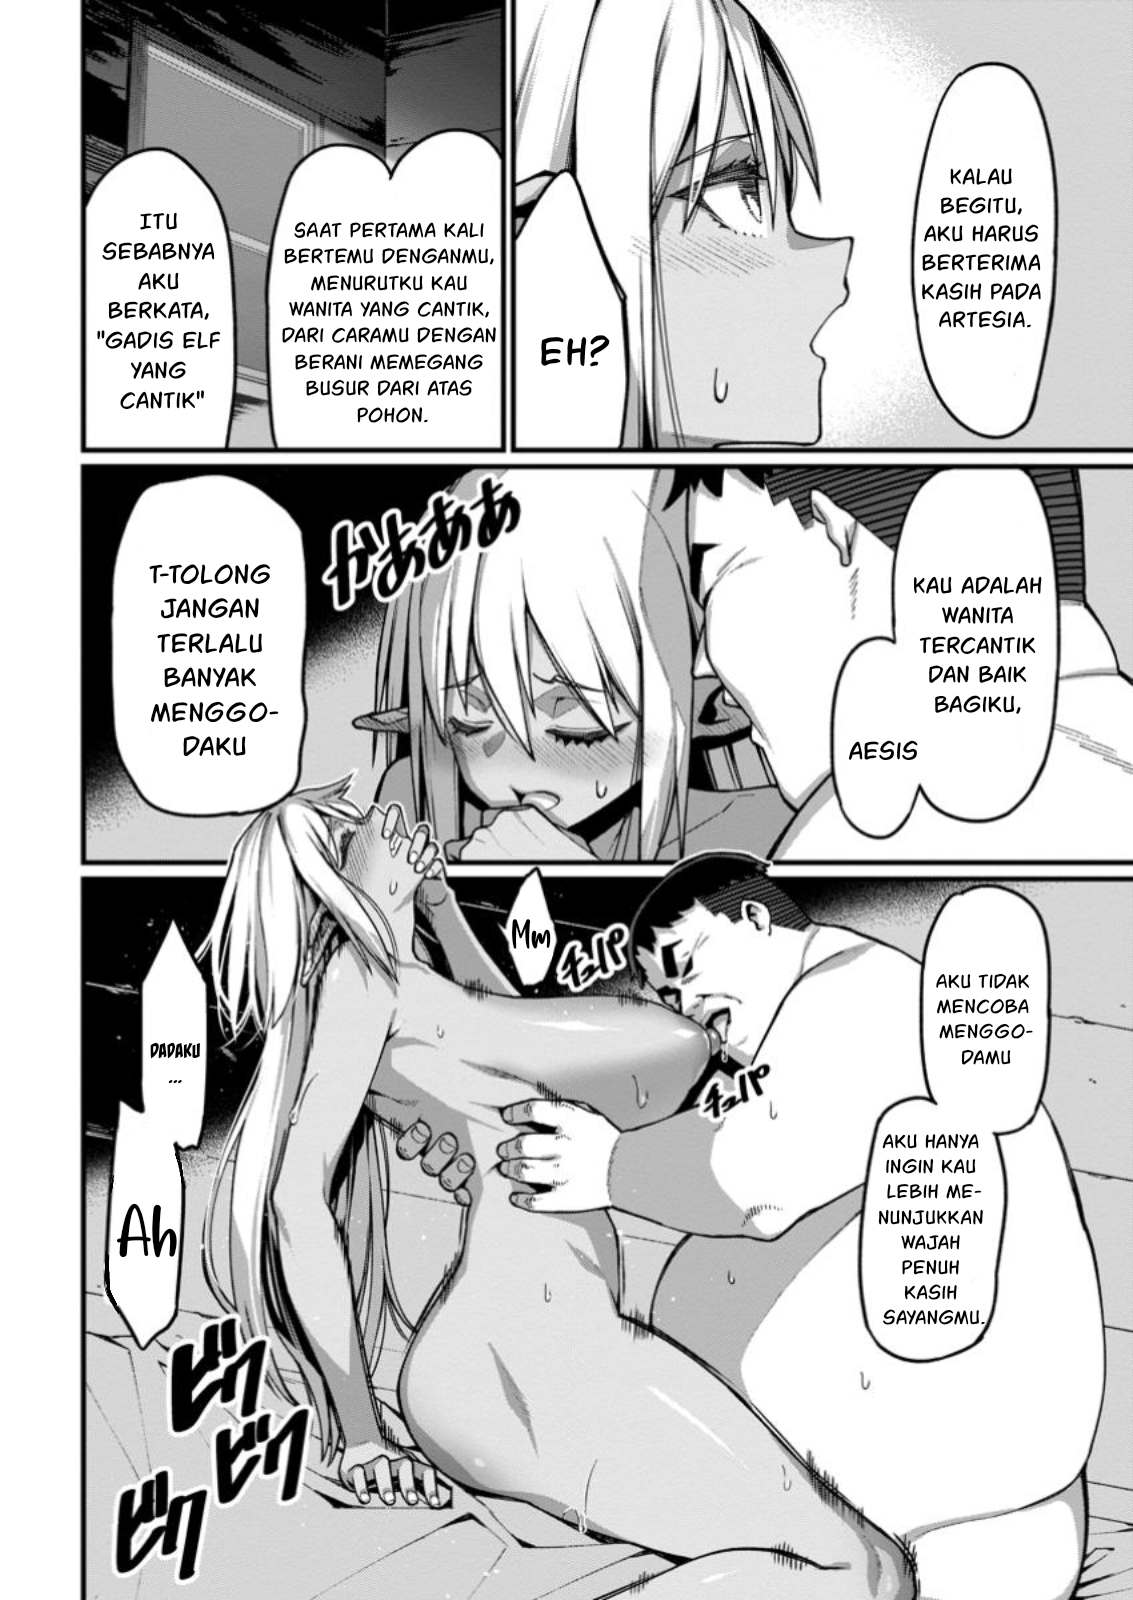 KALAU
BEGITU,
AKU HARUS
BERTERIMA
KASIH PADA
ARTESIA.
EH?
SAAT PERTAMA KALI
BERTEMU DENGANMU,
MENURUTKU KAU
WANITA YANG CANTIK,
DARI CARAMU DENGAN
BERANI MEMEGANG
BUSUR DARI ATAS
POHON.
ITU
SEBABNYA
AKU
BERKATA,
"GADIS ELF
YANG
CANTIK"
KAU ADALAH
WANITA
TERCANTIK
DAN BAIK
BAGIKU,
AESIS
かぁぁぁ
T-TOLONG
JANGAN
TERLALU
BANYAK
MENGGO-
DAKU
AKU TIDAK
MENCOBA
MENGGO-
DAMU
AKU HANYA
INGIN KAU
LEBIH ME-
NUNJUKKAN
WAJAH
PENUH
KASIH
SAYANGMU.
Mm
チュパ
チュパ
DADAKU
...
Ah
ビク
ビク
ビク